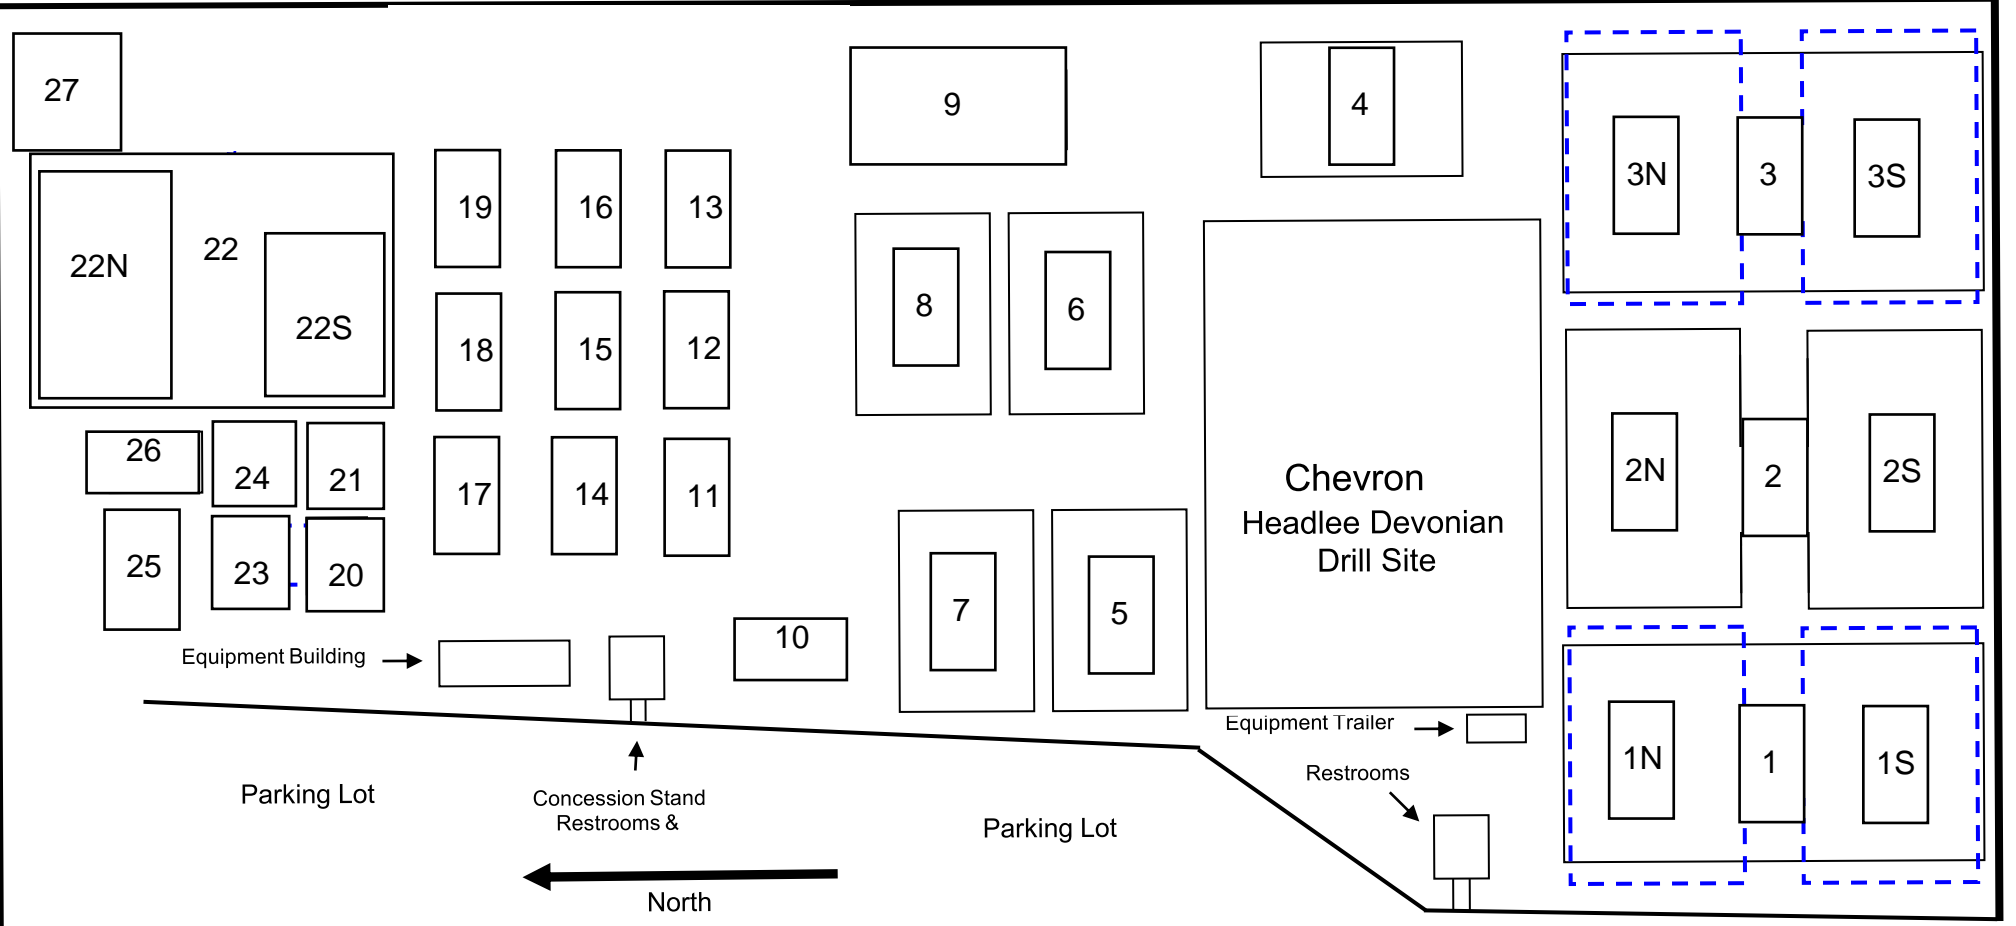 27
9
4
3N
3
3S
22N
22
22S
19
16
13
8
6
18
15
12
26
24
21
17
14
11
Chevron
Headlee Devonian
Drill Site
2N
2
2S
25
23
20
10
7
5
Equipment Building
Equipment Trailer
1N
1
1S
Restrooms
Parking Lot
Concession Stand
Restrooms &
Parking Lot
North